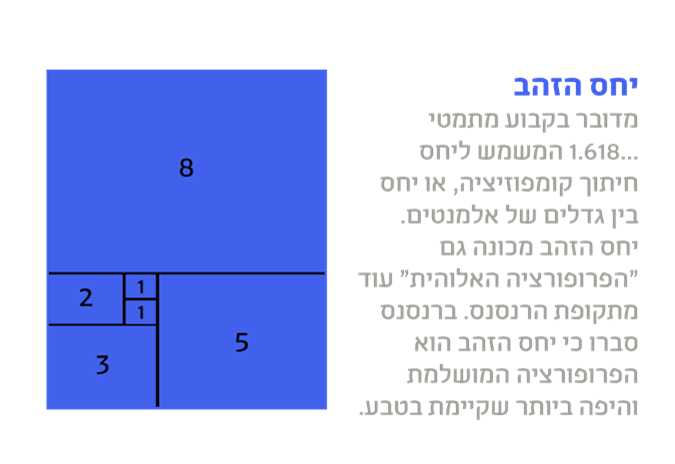 יחס הזהב
מדובר בקבוע מתמטי
1.618... המשמש ליחס
חיתוך קומפוזיציה, או יחס
בין גדלים של אלמנטים.
יחס הזהב מכונה גם
"הפרופורציה האלוהית" עוד
מתקופת הרנסנס. ברנסנס
סברו כי יחס הזהב הוא
הפרופורציה המושלמת
והיפה ביותר שקיימת בטבע.
8
2
1
1
3
5